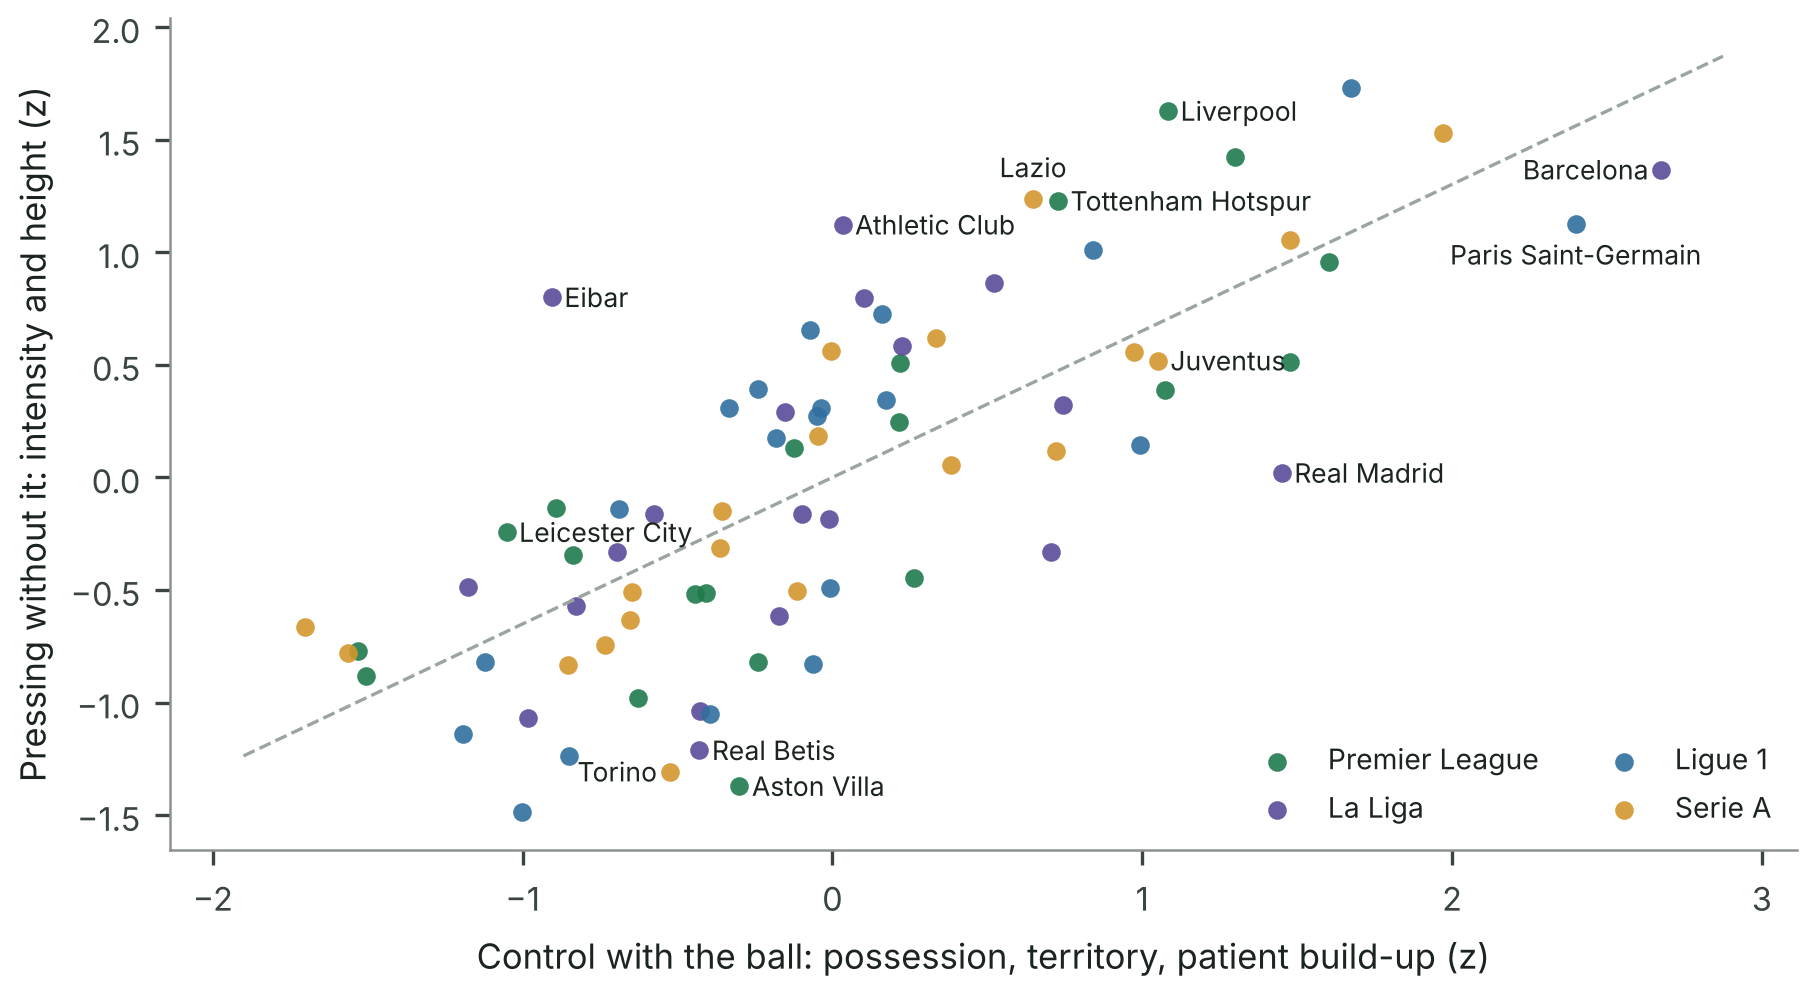 Pressing without it: intensity and height (z)
2.0
1.5
1.0
0.5
0.0
−0.5
−1.0
−1.5
Liverpool
Lazio
Barcelona
Tottenham Hotspur
Athletic Club
Paris Saint-Germain
Eibar
Juventus
Real Madrid
Leicester City
Real Betis
Torino
Aston Villa
Premier League
La Liga
Ligue 1
Serie A
−2
−1
0
1
2
3
Control with the ball: possession, territory, patient build-up (z)